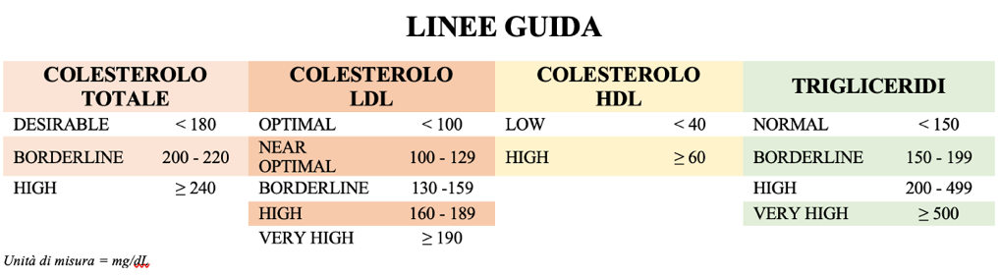 LINEE GUIDA
COLESTEROLO TOTALE COLESTEROLO LDL COLESTEROLO HDL TRIGLICERIDI
DESIRABLE < 180 OPTIMAL < 100 LOW < 40 NORMAL < 150
BORDERLINE 200 - 220 NEAR OPTIMAL 100 - 129 HIGH ≥ 60 BORDERLINE 150 - 199
HIGH ≥ 240 BORDERLINE 130 -159 HIGH 200 - 499
HIGH 160 - 189 VERY HIGH ≥ 500
VERY HIGH ≥ 190
Unità di misura = mg/dL